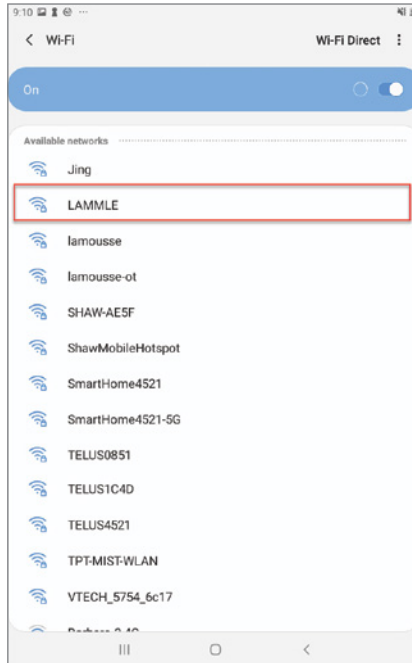 9:10
Wi-Fi
Wi-Fi Direct
On
Available networks
Jing
LAMMLE
lamousse
lamousse-ot
SHAW-AE5F
ShawMobileHotspot
SmartHome4521
SmartHome4521-5G
TELUS0851
TELUS1C4D
TELUS4521
TPT-MIST-WLAN
VTECH_5754_6c17